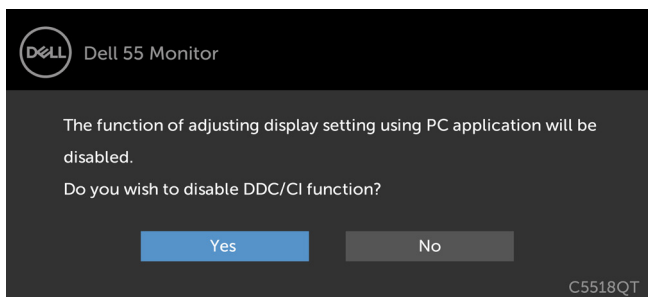 DELL Dell 55 Monitor
The function of adjusting display setting using PC application will be
disabled.
Do you wish to disable DDC/CI function?
Yes No
C5518QT